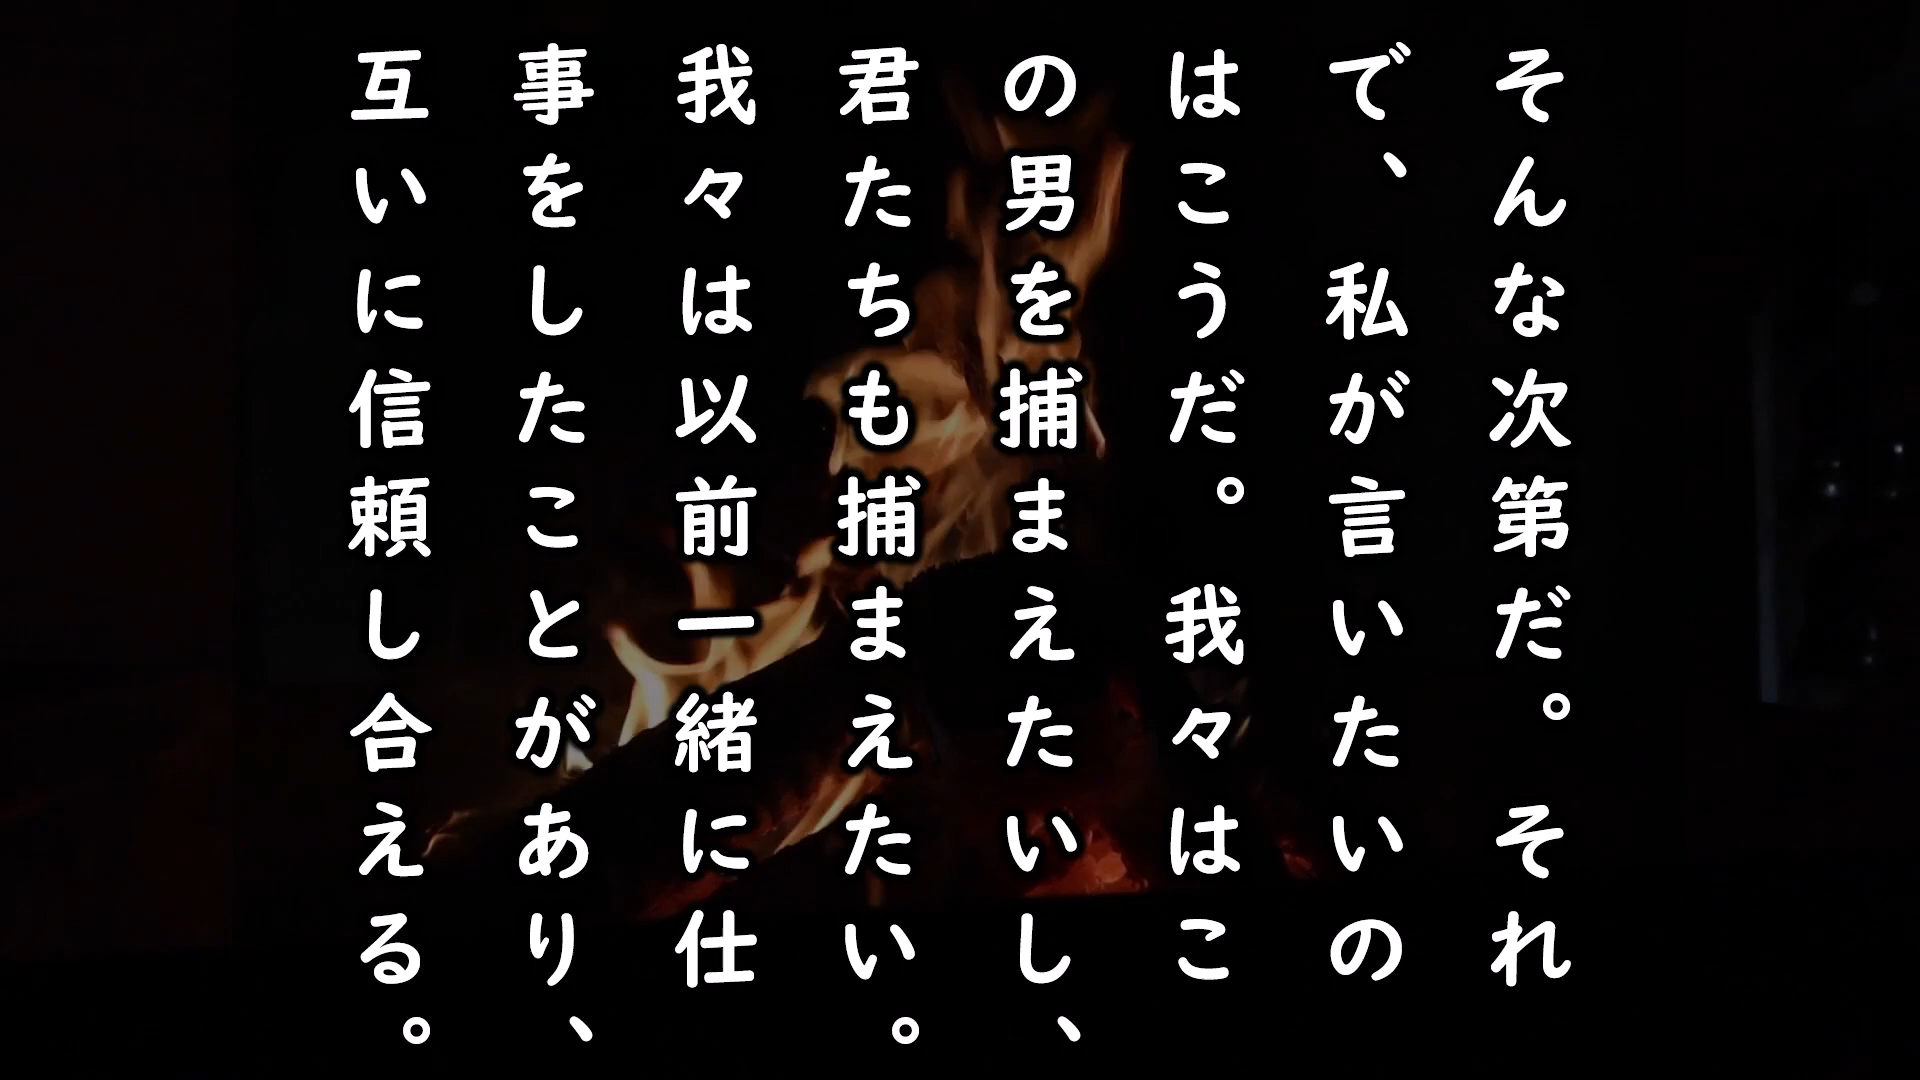 そんな次第だ。それ
で、私が言いたいの
はこうだ。我々はこ
の男を捕まえたいし、
君たちも捕まえたい。
我々は以前一緒に仕
事をしたことがあり、
互いに信頼し合える。